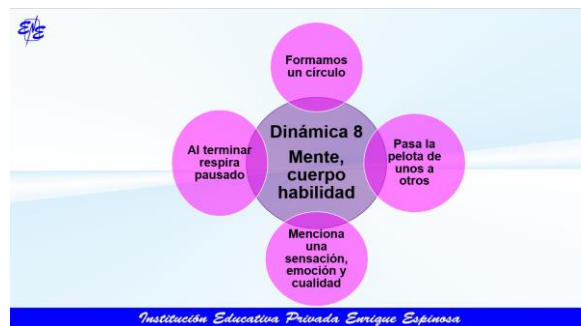 ENE
Formamos
un círculo
Dinámica 8
Mente,
cuerpo
habilidad
Pasa la
pelota de
unos a
otros
Menciona
una
sensación,
emoción y
cualidad
Al terminar
respira
pausado
Institución Educativa Privada Enrique Espinosa